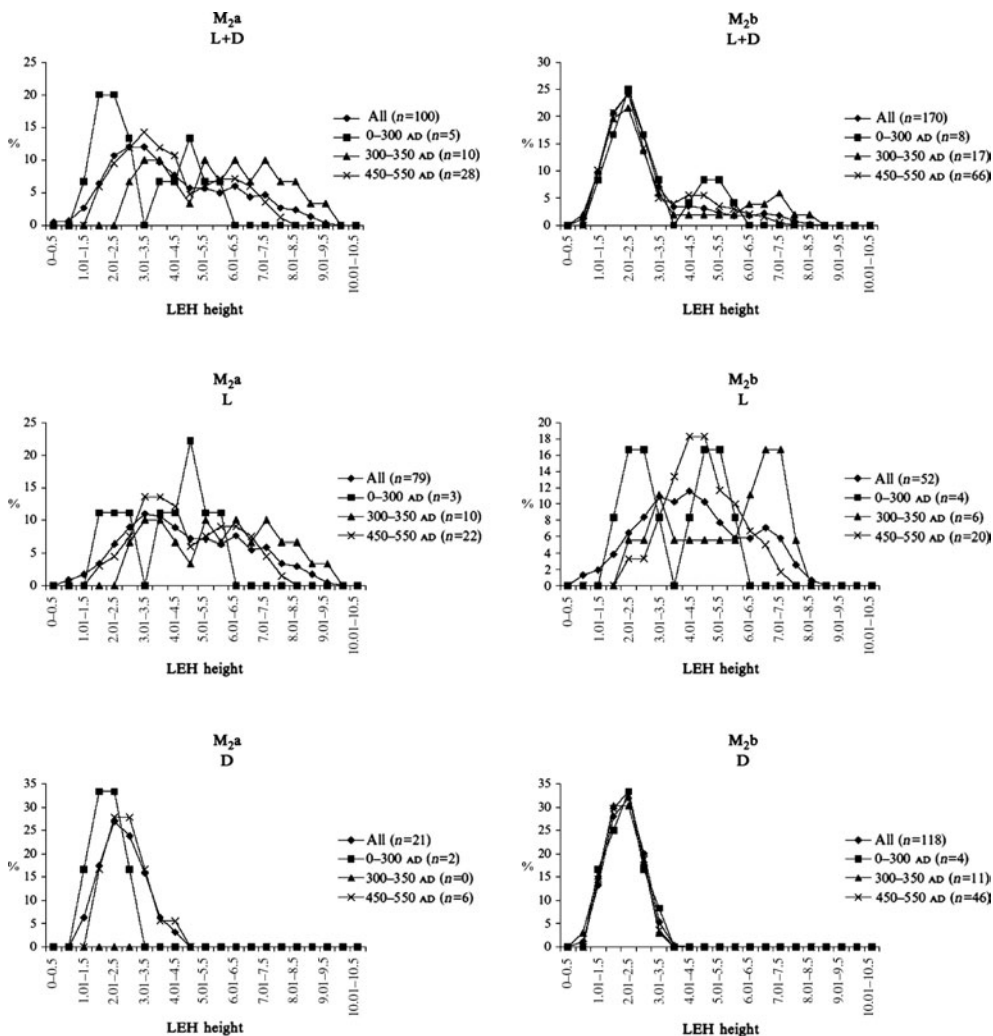 M₂a
L+D
25
20
15
%
10
5
0
0–0.5
1.01–1.5
2.01–2.5
3.01–3.5
4.01–4.5
5.01–5.5
6.01–6.5
7.01–7.5
8.01–8.5
9.01–9.5
10.01–10.5
LEH height
All (n=100)
0–300 AD (n=5)
300–350 AD (n=10)
450–550 AD (n=28)
M₂b
L+D
30
25
20
% 15
10
5
0
0–0.5
1.01–1.5
2.01–2.5
3.01–3.5
4.01–4.5
5.01–5.5
6.01–6.5
7.01–7.5
8.01–8.5
9.01–9.5
10.01–10.5
LEH height
All (n=170)
0–300 AD (n=8)
300–350 AD (n=17)
450–550 AD (n=66)
M₂a
L
25
20
15
%
10
5
0
0–0.5
1.01–1.5
2.01–2.5
3.01–3.5
4.01–4.5
5.01–5.5
6.01–6.5
7.01–7.5
8.01–8.5
9.01–9.5
10.01–10.5
LEH height
All (n=79)
0–300 AD (n=3)
300–350 AD (n=10)
450–550 AD (n=22)
M₂b
L
20
18
16
14
12
% 10
8
6
4
2
0
0–0.5
1.01–1.5
2.01–2.5
3.01–3.5
4.01–4.5
5.01–5.5
6.01–6.5
7.01–7.5
8.01–8.5
9.01–9.5
10.01–10.5
LEH height
All (n=52)
0–300 AD (n=4)
300–350 AD (n=6)
450–550 AD (n=20)
M₂a
D
35
30
25
20
%
15
10
5
0
0–0.5
1.01–1.5
2.01–2.5
3.01–3.5
4.01–4.5
5.01–5.5
6.01–6.5
7.01–7.5
8.01–8.5
9.01–9.5
10.01–10.5
LEH height
All (n=21)
0–300 AD (n=2)
300–350 AD (n=0)
450–550 AD (n=6)
M₂b
D
35
30
25
20
%
15
10
5
0
0–0.5
1.01–1.5
2.01–2.5
3.01–3.5
4.01–4.5
5.01–5.5
6.01–6.5
7.01–7.5
8.01–8.5
9.01–9.5
10.01–10.5
LEH height
All (n=118)
0–300 AD (n=4)
300–350 AD (n=11)
450–550 AD (n=46)